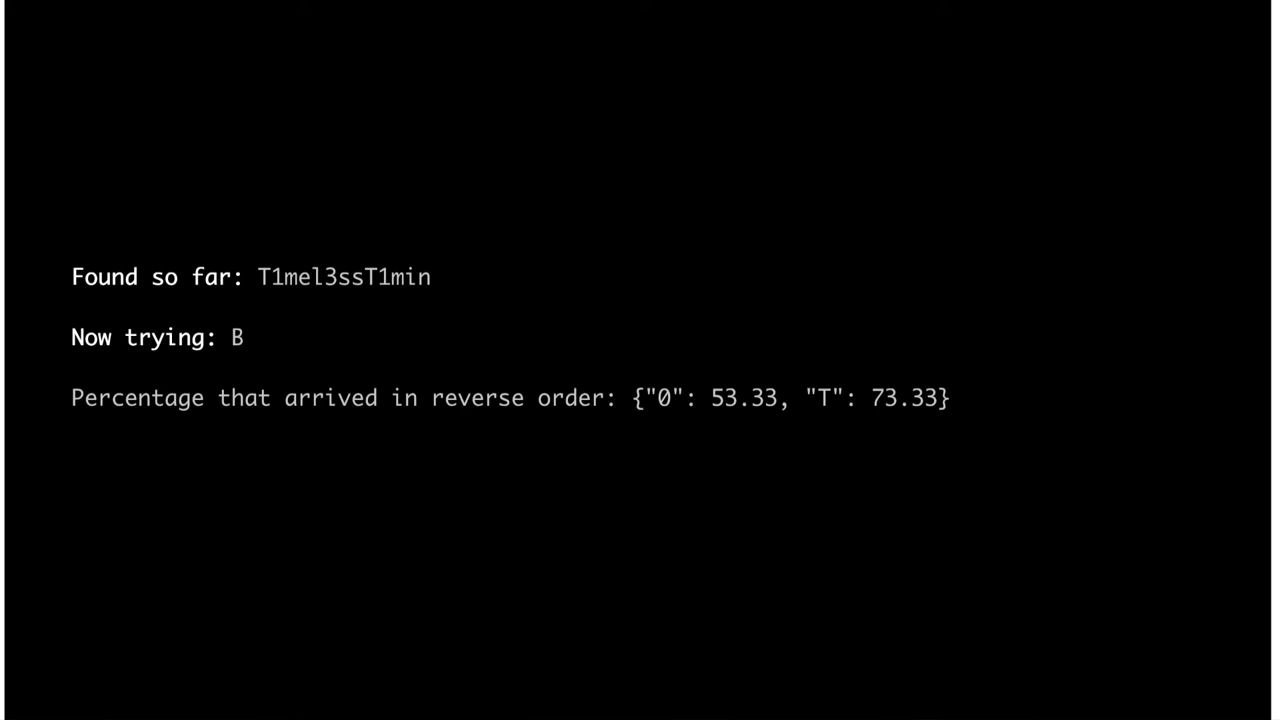 Found so far: T1mel3ssT1min
Now trying: B
Percentage that arrived in reverse order: {"0": 53.33, "T": 73.33}